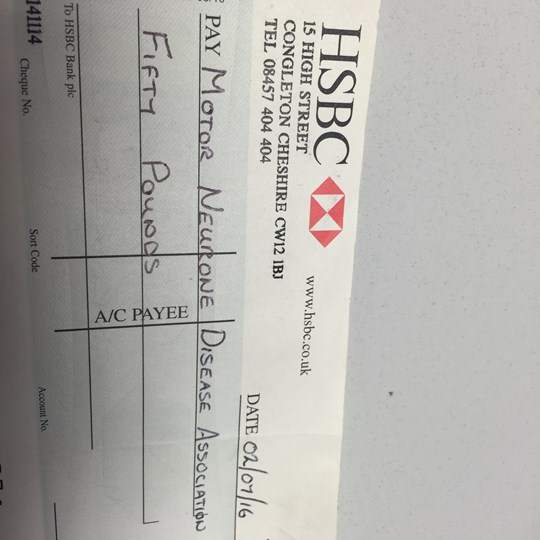 HSBC
15 HIGH STREET
CONGLETON CHESHIRE CW12 1BJ
TEL 08457 404 404
www.hsbc.co.uk
DATE 02/07/16
PAY MOTOR NEURONE DISEASE ASSOCIATION
FIFTY POUNDS
A/C PAYEE
To HSBC Bank plc
Cheque No. Sort Code Account No.
141114